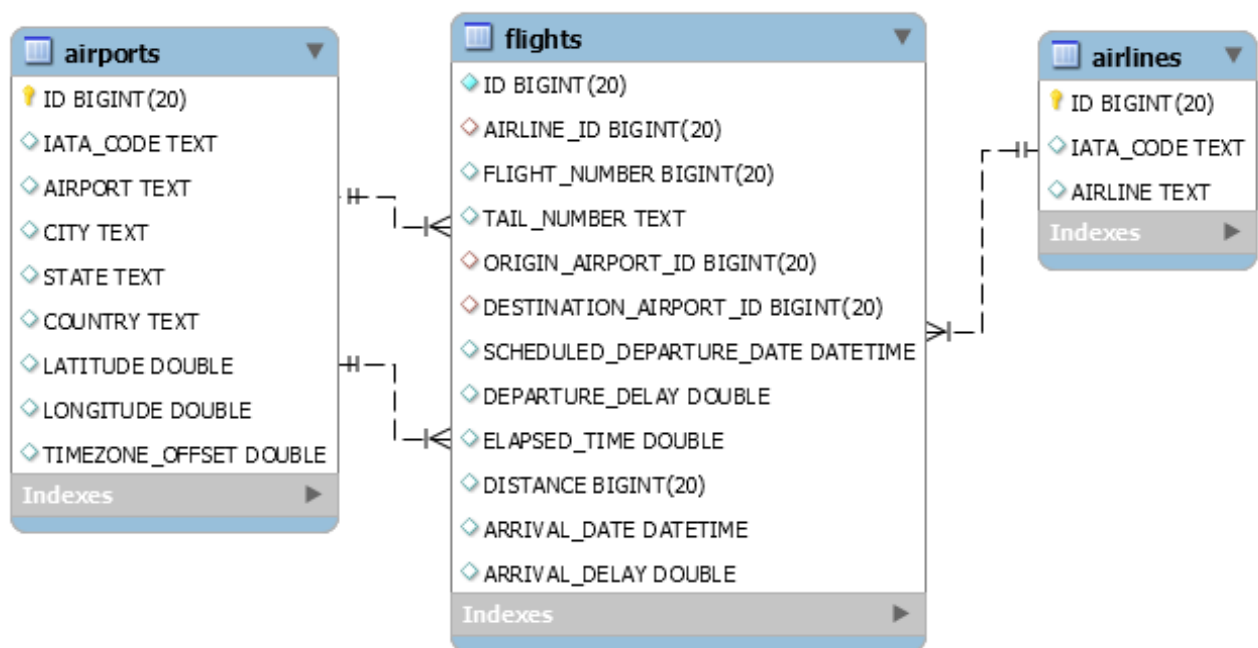 airports
ID BIGINT(20)
IATA_CODE TEXT
AIRPORT TEXT
CITY TEXT
STATE TEXT
COUNTRY TEXT
LATITUDE DOUBLE
LONGITUDE DOUBLE
TIMEZONE_OFFSET DOUBLE
Indexes
flights
ID BIGINT(20)
AIRLINE_ID BIGINT(20)
FLIGHT_NUMBER BIGINT(20)
TAIL_NUMBER TEXT
ORIGIN_AIRPORT_ID BIGINT(20)
DESTINATION_AIRPORT_ID BIGINT(20)
SCHEDULED_DEPARTURE_DATE DATETIME
DEPARTURE_DELAY DOUBLE
ELAPSED_TIME DOUBLE
DISTANCE BIGINT(20)
ARRIVAL_DATE DATETIME
ARRIVAL_DELAY DOUBLE
Indexes
airlines
ID BIGINT(20)
IATA_CODE TEXT
AIRLINE TEXT
Indexes